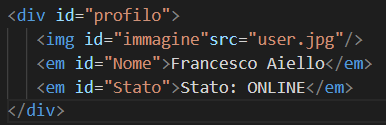 <div id="profilo">
<img id="immagine"src="user.jpg"/>
<em id="Nome">Francesco Aiello</em>
<em id="Stato">Stato: ONLINE</em>
</div>